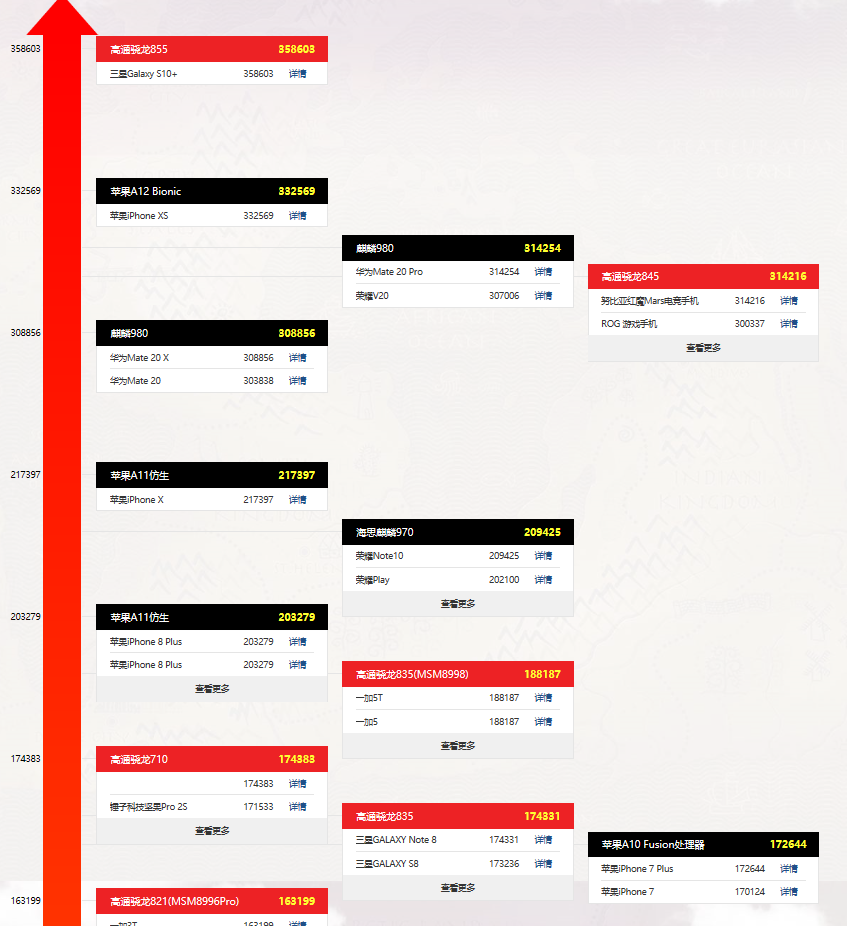 358603
高通骁龙855 358603
三星Galaxy S10+ 358603 详情
332569
苹果A12 Bionic 332569
苹果iPhone XS 332569 详情
麒麟980 314254
华为Mate 20 Pro 314254 详情
荣耀V20 307006 详情
高通骁龙845 314216
努比亚红魔Mars电竞手机 314216 详情
ROG 游戏手机 300337 详情
查看更多
308856
麒麟980 308856
华为Mate 20 X 308856 详情
华为Mate 20 303838 详情
217397
苹果A11仿生 217397
苹果iPhone X 217397 详情
海思麒麟970 209425
荣耀Note10 209425 详情
荣耀Play 202100 详情
查看更多
203279
苹果A11仿生 203279
苹果iPhone 8 Plus 203279 详情
苹果iPhone 8 Plus 203279 详情
查看更多
高通骁龙835(MSM8998) 188187
一加5T 188187 详情
一加5 188187 详情
查看更多
174383
高通骁龙710 174383
174383 详情
锤子科技坚果Pro 2S 171533 详情
查看更多
高通骁龙835 174331
三星GALAXY Note 8 174331 详情
三星GALAXY S8 173236 详情
查看更多
苹果A10 Fusion处理器 172644
苹果iPhone 7 Plus 172644 详情
苹果iPhone 7 170124 详情
163199
高通骁龙821(MSM8996Pro) 163199
一加3T 163199 详情